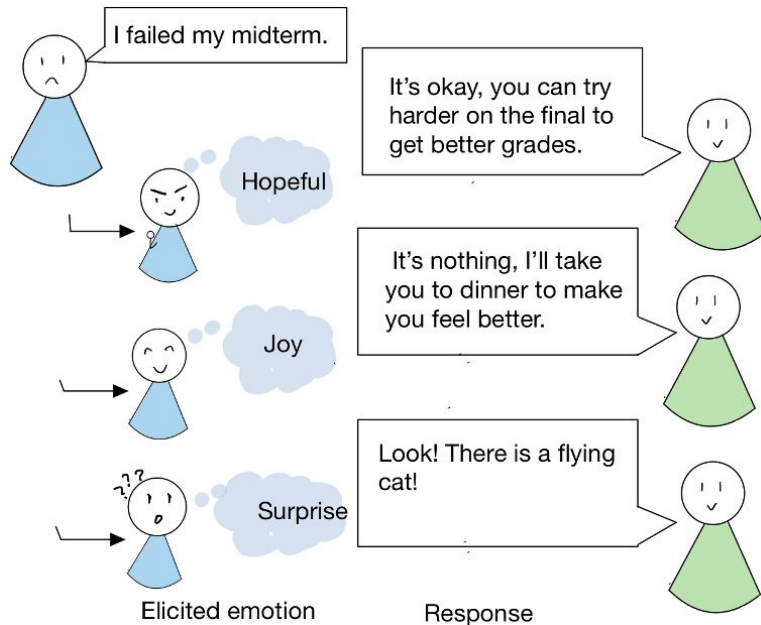 I failed my midterm.
It's okay, you can try
harder on the final to
get better grades.
Hopeful
It's nothing, I'll take
you to dinner to make
you feel better.
Joy
Look! There is a flying
cat!
???
Surprise
Elicited emotion
Response